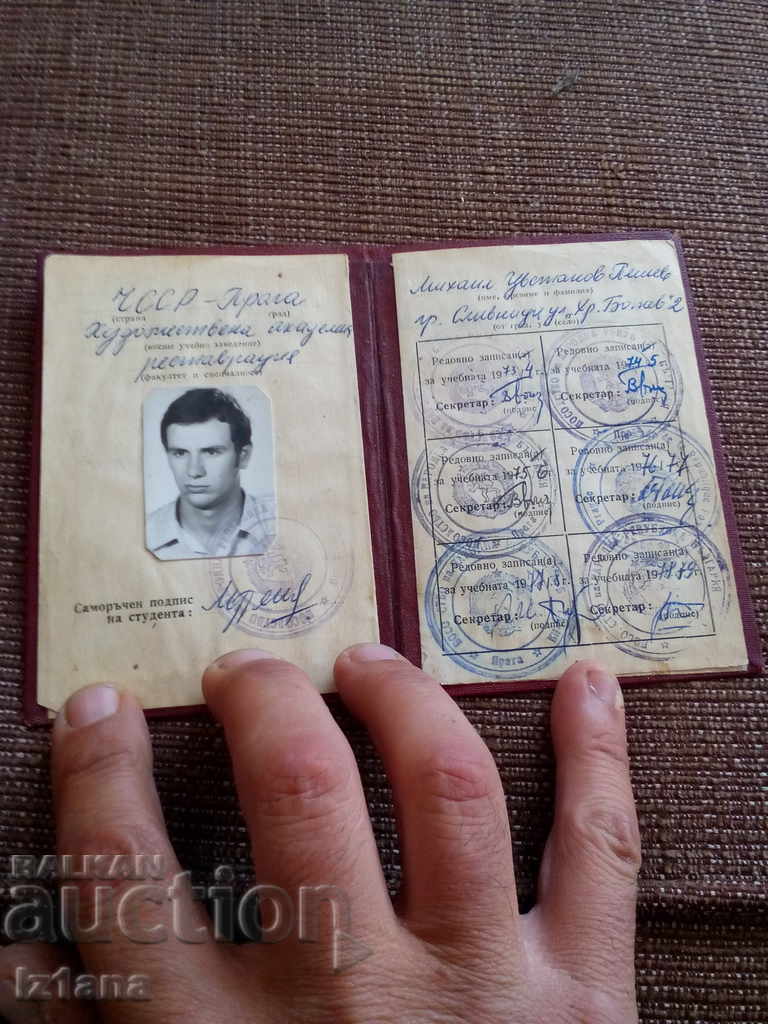 ЧССР - Прага
(страна град)
Художествена академия
(висше учебно заведение)
реставрация
(факултет и специалност)
Саморъчен подпис
на студента:
Михаил Цветанов
(име, презиме и фамилия)
гр. Сливница ул. Хр. Ботев 2
(от град, село)
Редовно записан(а)
за учебната 1973/4 г.
Секретар:
(подпис)
Редовно записан(а)
за учебната 1974/5
Секретар:
(подпис)
Редовно записан(а)
за учебната 1975/6
Секретар:
(подпис)
Редовно записан(а)
за учебната 1976/77
Секретар:
(подпис)
Редовно записан(а)
за учебната 1977/8 г.
Секретар:
(подпис)
Редовно записан(а)
за учебната 1978/79
Секретар:
(подпис)
Прага
BALKAN
auction
iz1ana